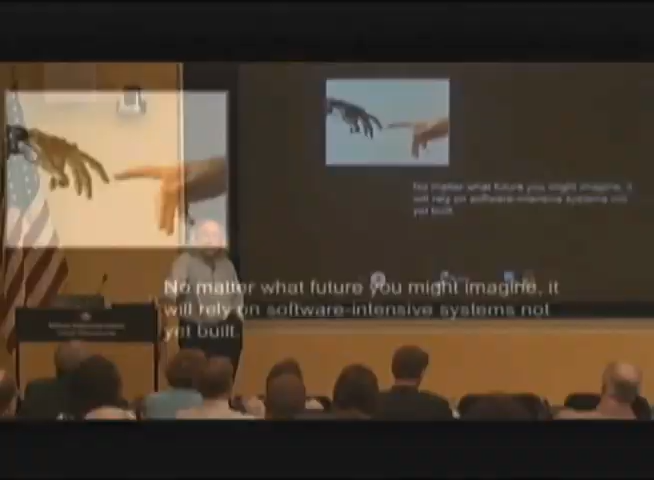 No matter what future you might imagine, it
will rely on software-intensive systems not
yet built.
No matter what future you might imagine, it
will rely on software-intensive systems not
yet built.